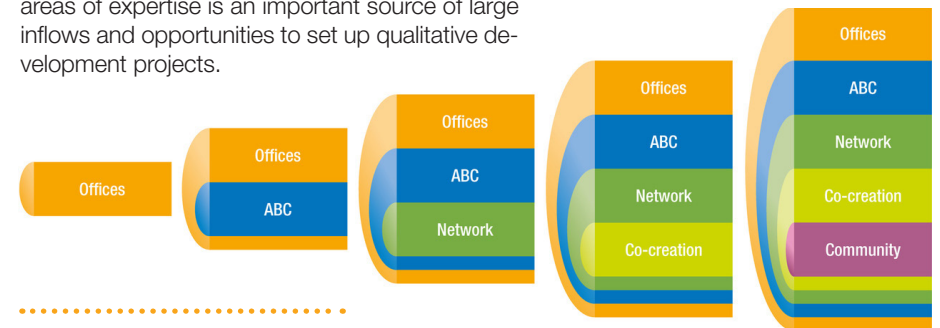 areas of expertise is an important source of large
inflows and opportunities to set up qualitative de-
velopment projects.
Offices
Offices
ABC
Offices
ABC
Network
Offices
ABC
Network
Co-creation
Offices
ABC
Network
Co-creation
Community